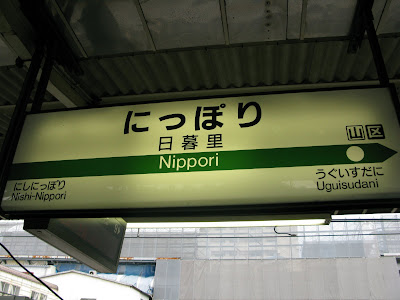 にっぽり
日暮里
Nippori
山区
にしにっぽり
Nishi-Nippori
うぐいすだに
Uguisudani